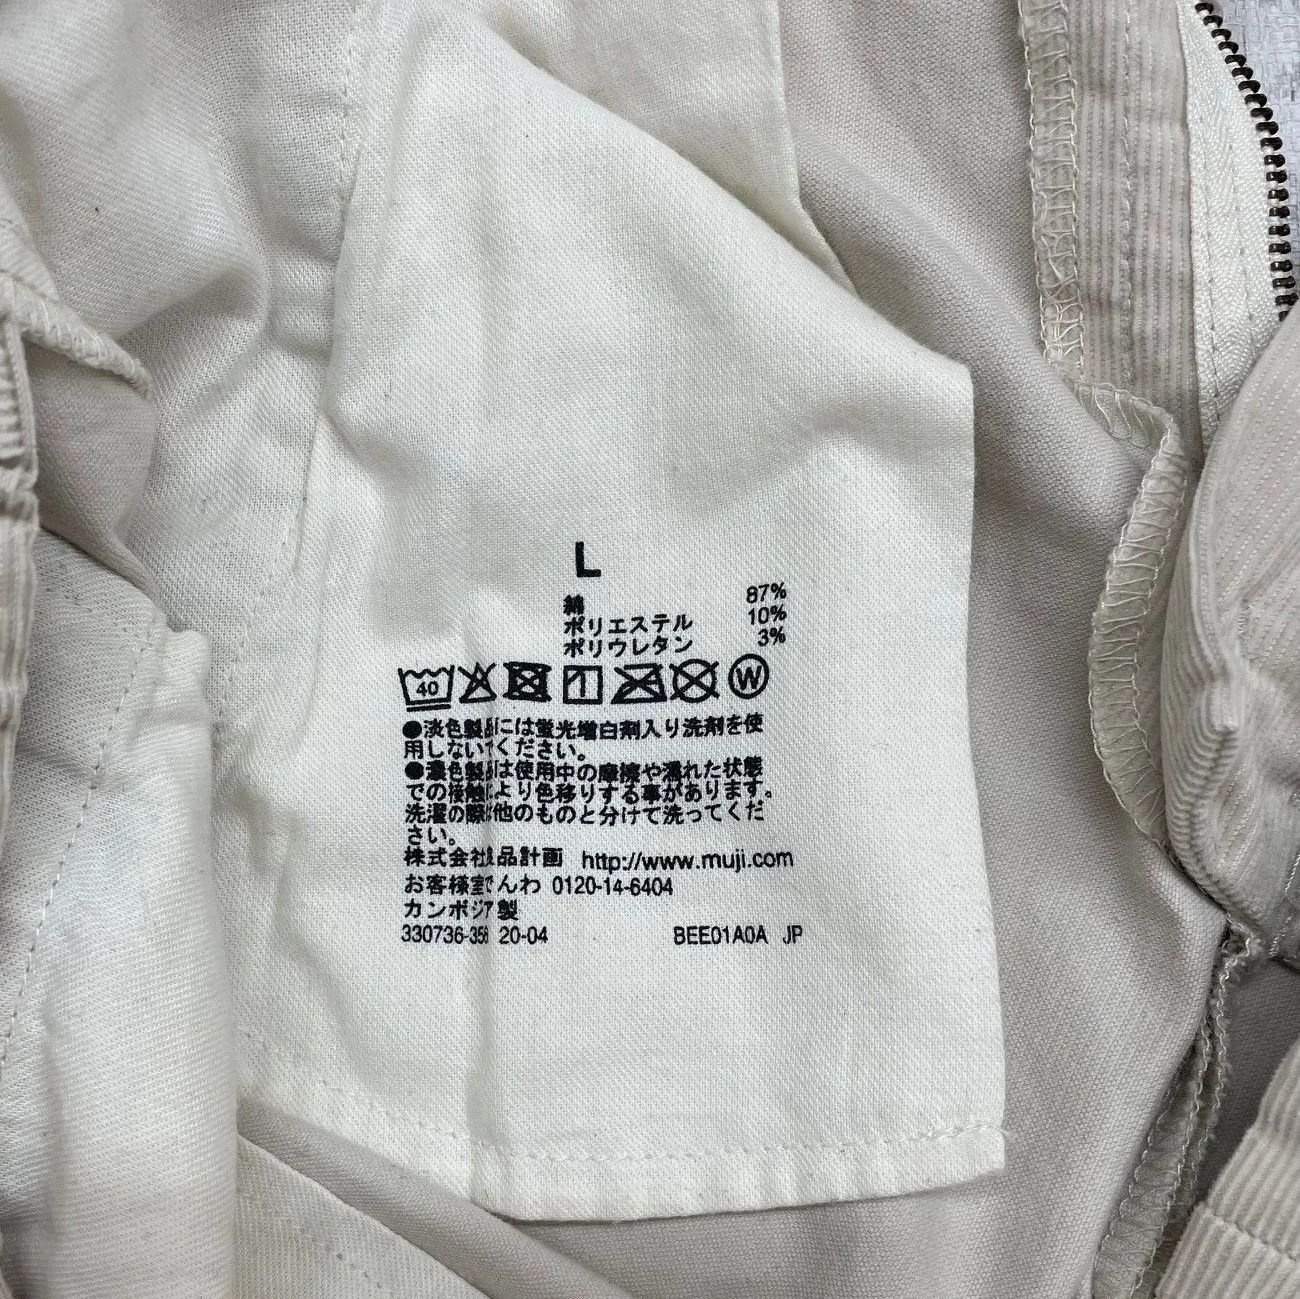 L
綿 87%
ポリエステル 10%
ポリウレタン 3%
40 W
●淡色製品には蛍光増白剤入り洗剤を使
用しないでください。
●濃色製品は使用中の摩擦や濡れた状態
での接触により色移りする事があります。
洗濯の際は他のものと分けて洗ってくだ
さい。
株式会社良品計画 http://www.muji.com
お客様室でんわ 0120-14-6404
カンボジア製
20-04 BEE01A0A JP